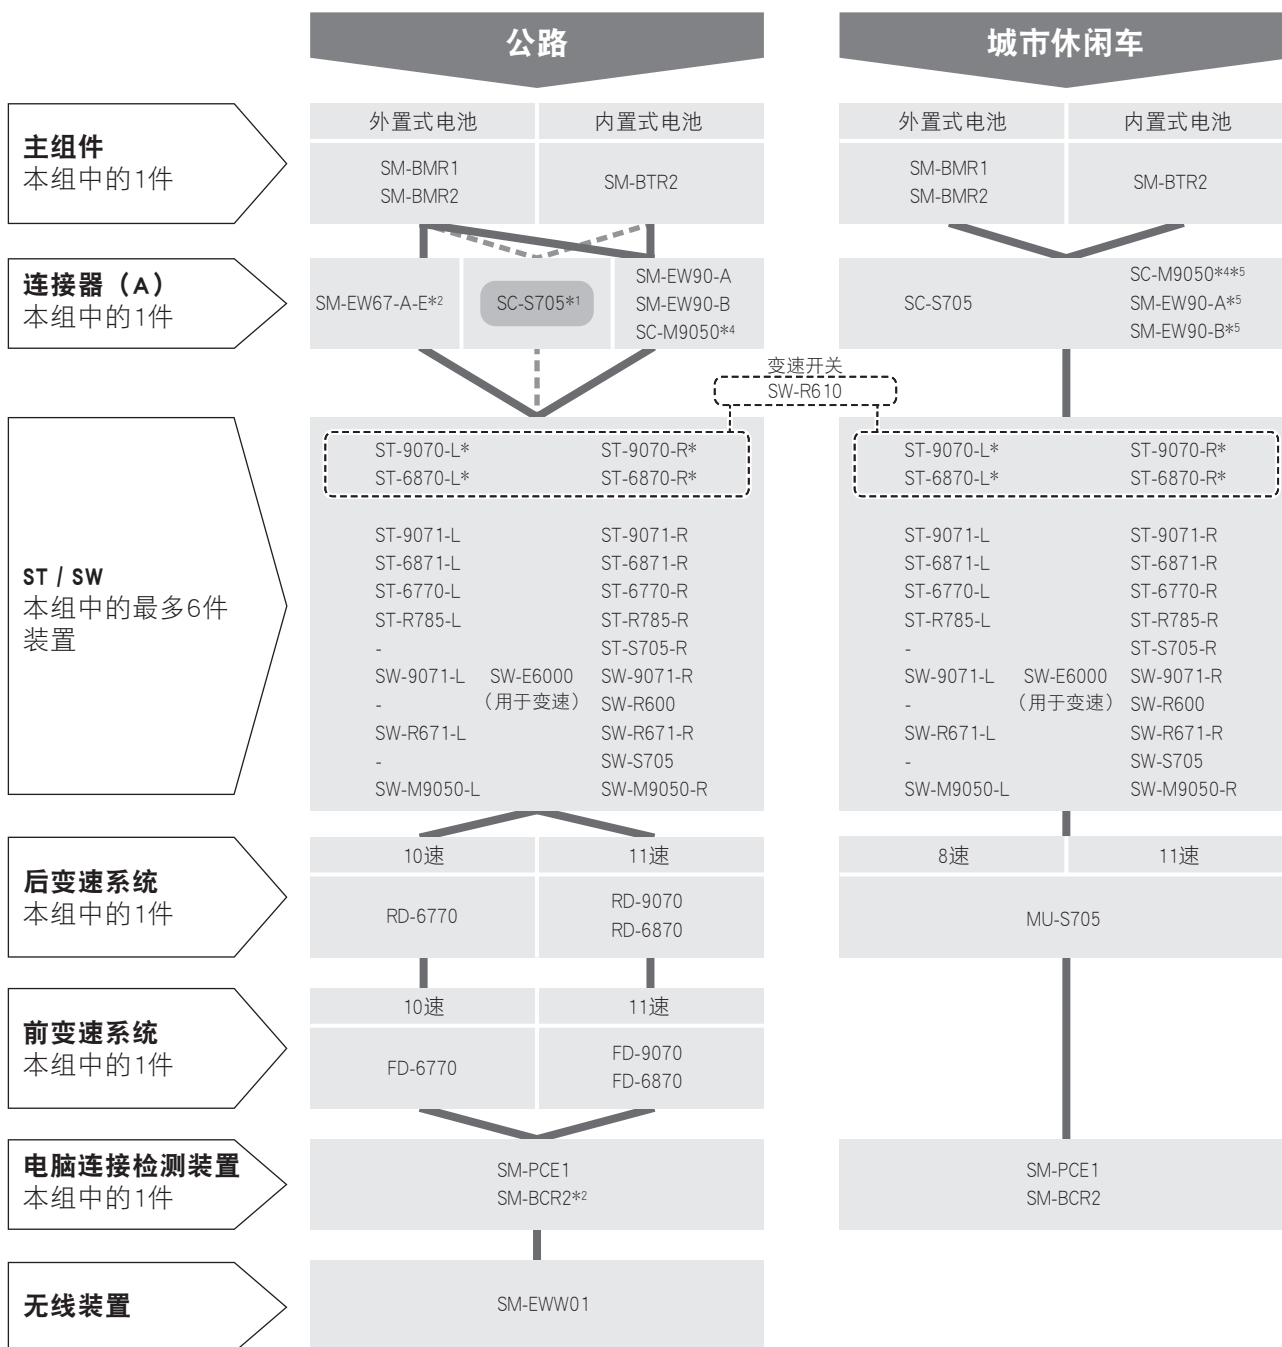 公路
城市休闲车
主组件
本组中的1件
外置式电池
内置式电池
SM-BMR1
SM-BMR2
SM-BTR2
外置式电池
内置式电池
SM-BMR1
SM-BMR2
SM-BTR2
连接器（A）
本组中的1件
SM-EW67-A-E*2
SC-S705*1
SM-EW90-A
SM-EW90-B
SC-M9050*4
SC-S705
SC-M9050*4*5
SM-EW90-A*5
SM-EW90-B*5
变速开关
SW-R610
ST / SW
本组中的最多6件
装置
ST-9070-L* ST-9070-R*
ST-6870-L* ST-6870-R*
ST-9071-L ST-9071-R
ST-6871-L ST-6871-R
ST-6770-L ST-6770-R
ST-R785-L ST-R785-R
- ST-S705-R
SW-9071-L SW-E6000 SW-9071-R
- （用于变速） SW-R600
SW-R671-L SW-R671-R
- SW-S705
SW-M9050-L SW-M9050-R
ST-9070-L* ST-9070-R*
ST-6870-L* ST-6870-R*
ST-9071-L ST-9071-R
ST-6871-L ST-6871-R
ST-6770-L ST-6770-R
ST-R785-L ST-R785-R
- ST-S705-R
SW-9071-L SW-E6000 SW-9071-R
- （用于变速） SW-R600
SW-R671-L SW-R671-R
- SW-S705
SW-M9050-L SW-M9050-R
后变速系统
本组中的1件
10速
11速
RD-6770
RD-9070
RD-6870
8速
11速
MU-S705
前变速系统
本组中的1件
10速
11速
FD-6770
FD-9070
FD-6870
电脑连接检测装置
本组中的1件
SM-PCE1
SM-BCR2*2
SM-PCE1
SM-BCR2
无线装置
SM-EWW01